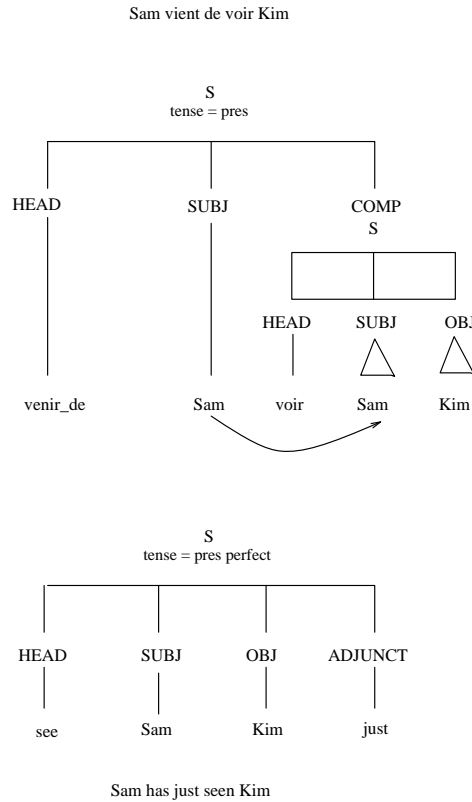 Sam vient de voir Kim
S
tense = pres
HEAD SUBJ COMP
S
HEAD SUBJ OBJ
venir_de Sam voir Sam Kim
S
tense = pres perfect
HEAD SUBJ OBJ ADJUNCT
see Sam Kim just
Sam has just seen Kim